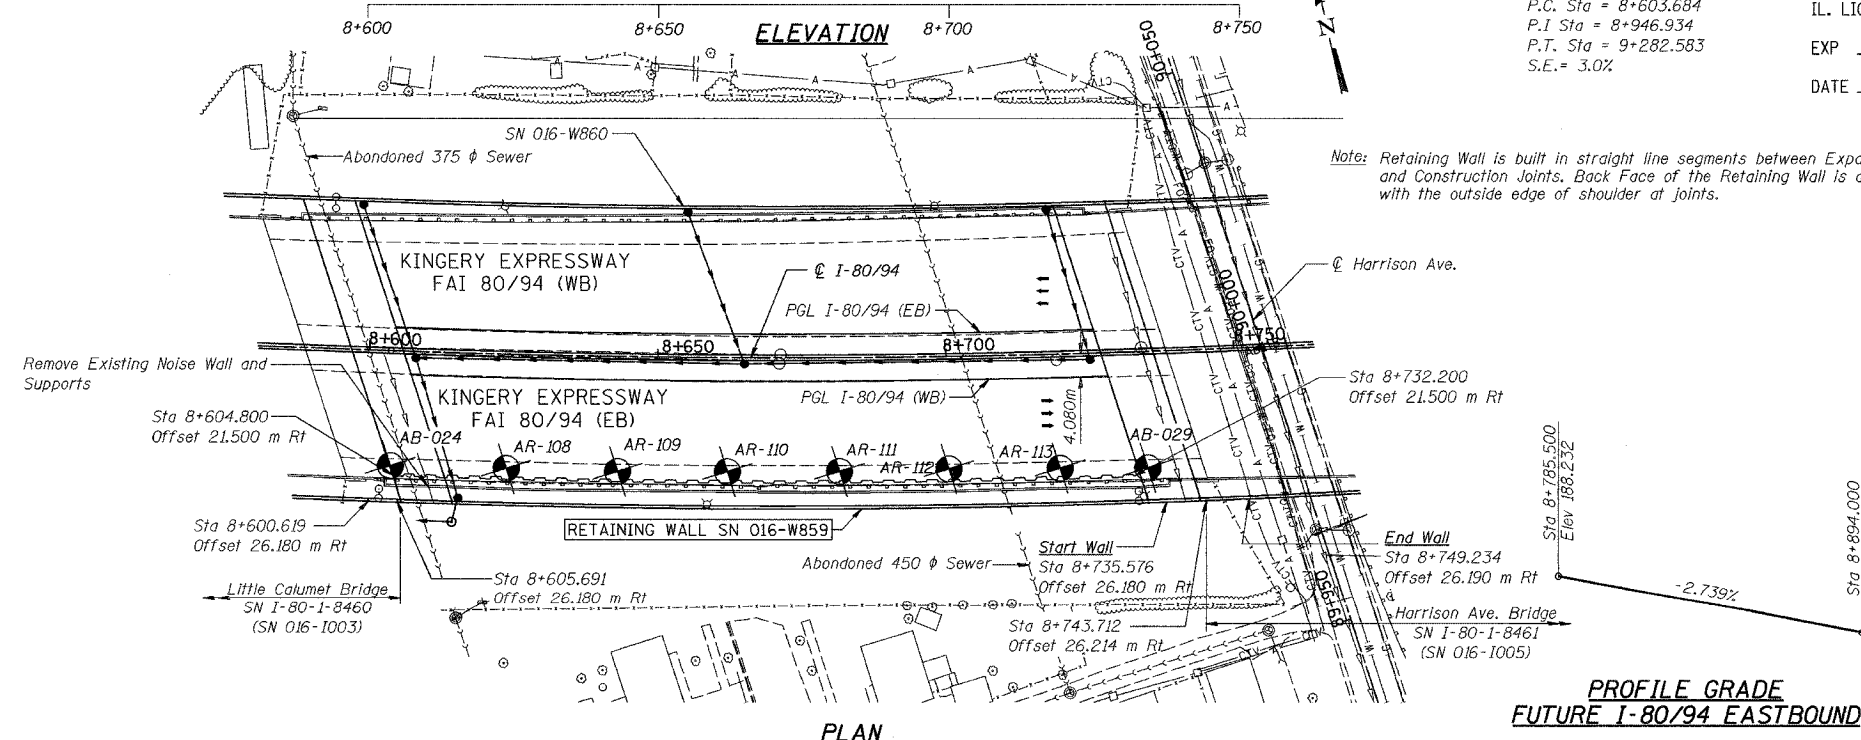 8+600
8+650
8+700
8+750
ELEVATION
N
P.C. Sta = 8+603.684
P.I Sta = 8+946.934
P.T. Sta = 9+282.583
S.E.= 3.0%
IL.
EXP
DATE
90+050
SN 016-W860
Abondoned 375 ϕ Sewer
Note: Retaining Wall is built in straight line segments between
and Construction Joints. Back Face of the Retaining Wall is
with the outside edge of shoulder at joints.
KINGERY EXPRESSWAY
FAI 80/94 (WB)
℄ I-80/94
℄ Harrison Ave.
PGL I-80/94 (EB)
90+000
8+600
8+650
8+700
8+750
Remove Existing Noise Wall and
Supports
KINGERY EXPRESSWAY
FAI 80/94 (EB)
PGL I-80/94 (WB)
4.080m
Sta 8+732.200
Offset 21.500 m Rt
Sta 8+604.800
Offset 21.500 m Rt
AB-024
AR-108
AR-109
AR-110
AR-111
AR-112
AR-113
AB-029
Sta 8+785.500
Elev 188.232
Sta 8+894.000
Sta 8+600.619
Offset 26.180 m Rt
RETAINING WALL SN 016-W859
Abondoned 450 ϕ Sewer
Start Wall
Sta 8+735.576
Offset 26.180 m Rt
End Wall
Sta 8+749.234
Offset 26.190 m Rt
Sta 8+605.691
Offset 26.180 m Rt
Little Calumet Bridge
SN I-80-1-8460
(SN 016-1003)
Sta 8+743.712
Offset 26.214 m Rt
89+950
Harrison Ave. Bridge
SN I-80-1-8461
(SN 016-1005)
-2.739%
PROFILE GRADE
FUTURE I-80/94 EASTBOUND
PLAN